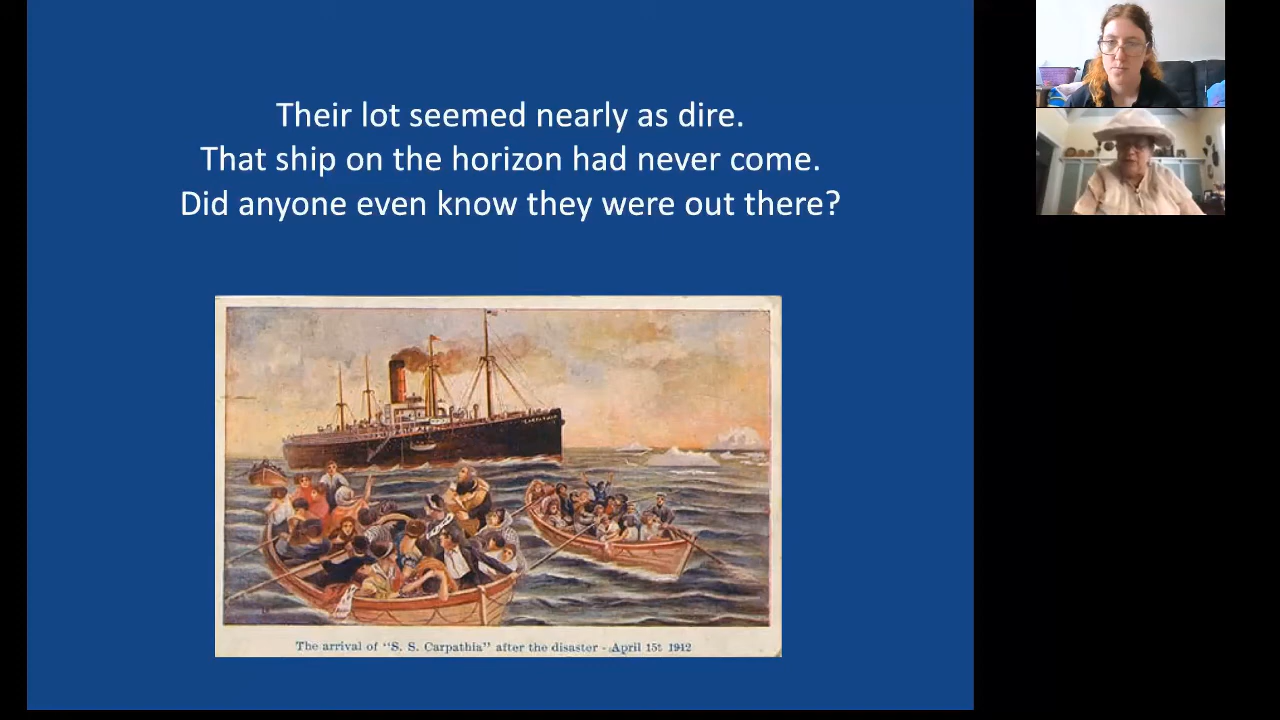 Their lot seemed nearly as dire.
That ship on the horizon had never come.
Did anyone even know they were out there?
The arrival of "S. S. Carpathia" after the disaster - April 15t 1912